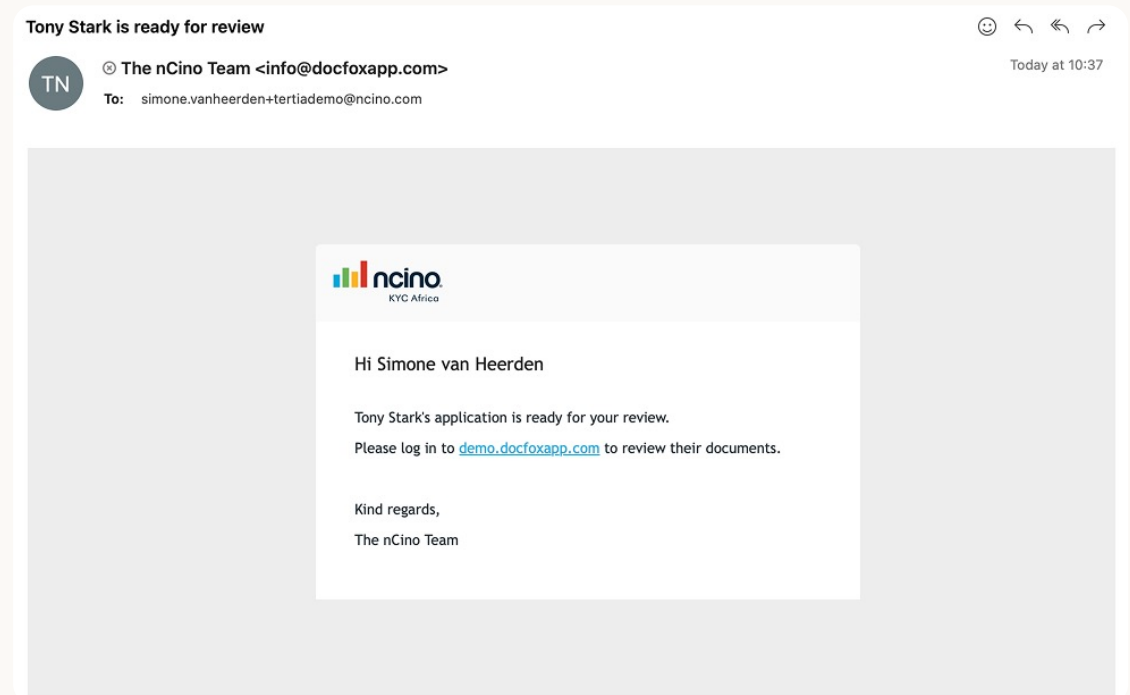 Tony Stark is ready for review
TN
The nCino Team <info@docfoxapp.com>
Today at 10:37
To: simone.vanheerden+tertiademo@ncino.com
ncino.
KYC Africa
Hi Simone van Heerden
Tony Stark's application is ready for your review.
Please log in to demo.docfoxapp.com to review their documents.
Kind regards,
The nCino Team